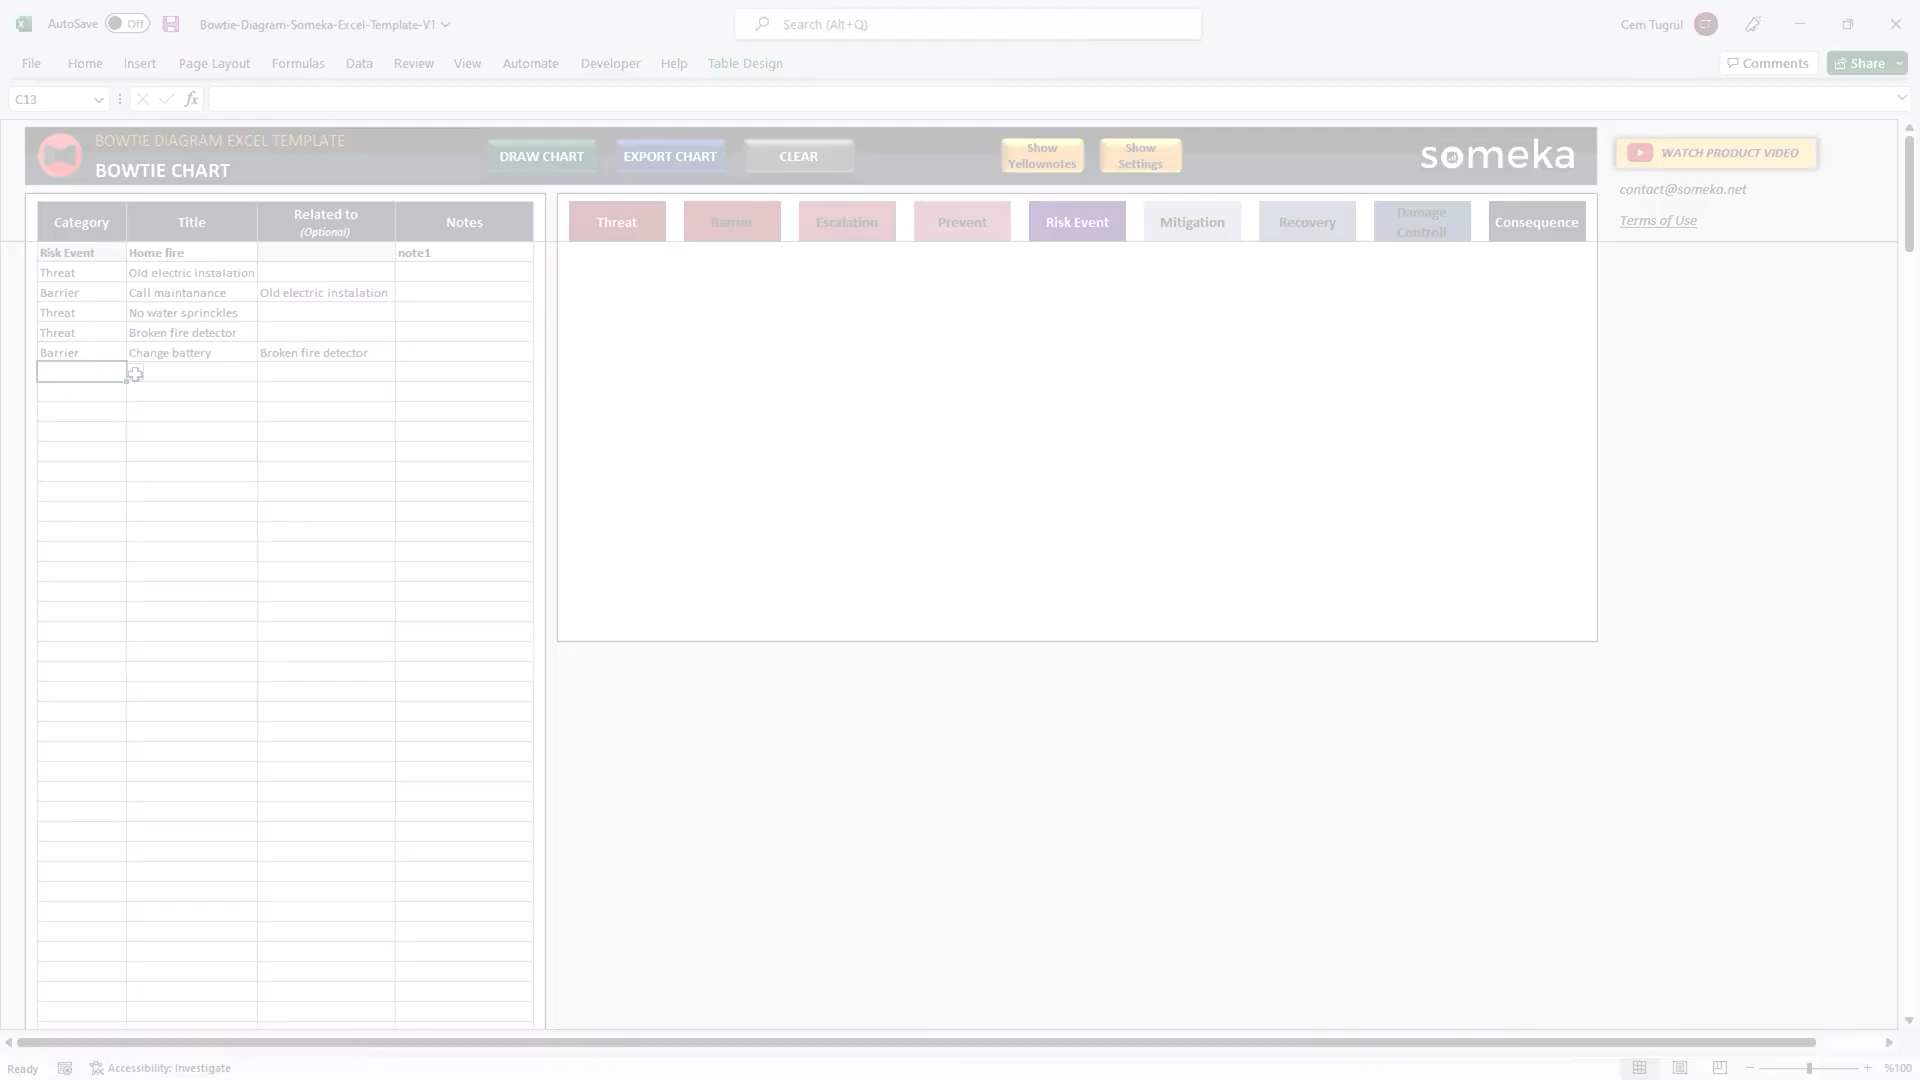 AutoSave Off Bowtie-Diagram-Someka-Excel-Template-V1 Search (Alt+Q) Cem Tugrul CT
File Home Insert Page Layout Formulas Data Review View Automate Developer Help Table Design Comments Share
C13 fx
BOWTIE DIAGRAM EXCEL TEMPLATE
BOWTIE CHART
DRAW CHART EXPORT CHART CLEAR
Show Yellownotes
Show Settings
someka
WATCH PRODUCT VIDEO
contact@someka.net
Terms of Use
Category Title Related to (Optional) Notes
Threat Barrier Escalation Prevent Risk Event Mitigation Recovery Damage Controll Consequence
Risk Event Home fire note1
Threat Old electric instalation
Barrier Call maintanance Old electric instalation
Threat No water sprinckles
Threat Broken fire detector
Barrier Change battery Broken fire detector
Ready Accessibility: Investigate %100